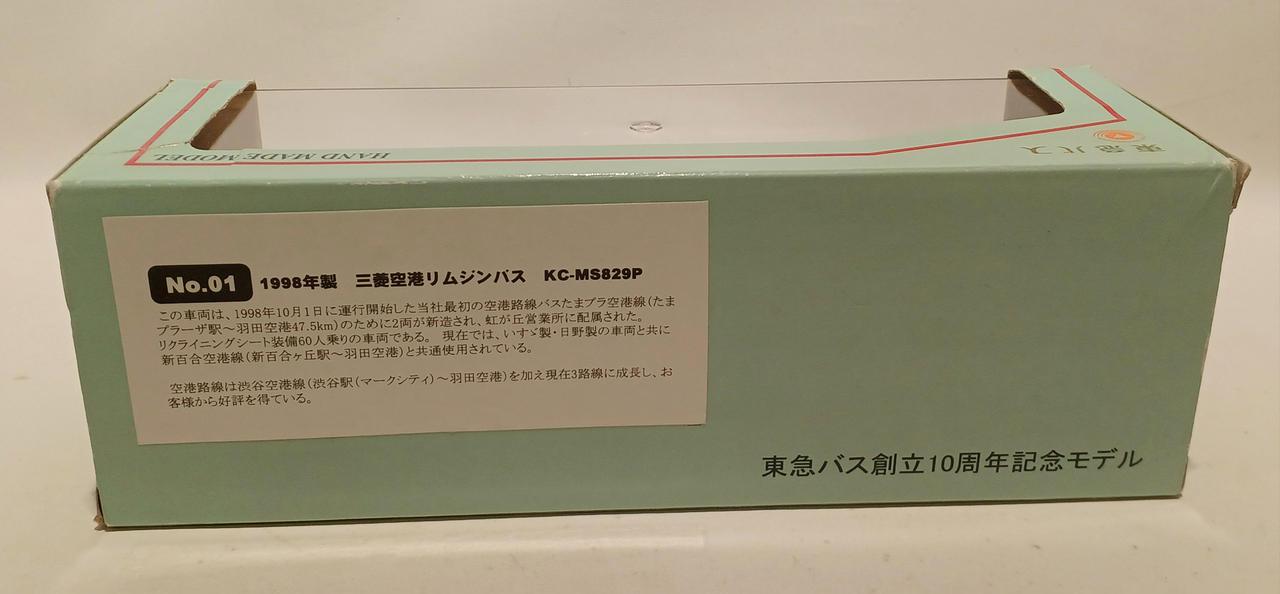 HAND MADE MODEL
東急バス
No.01 1998年製 三菱空港リムジンバス KC-MS829P
この車両は、1998年10月1日に運行開始した当社最初の空港路線バスたまプラ空港線(たま
プラーザ駅～羽田空港47.5km)のために2両が新造され、虹が丘営業所に配属された。
リクライニングシート装備60人乗りの車両である。 現在では、いすゞ製・日野製の車両と共に
新百合空港線(新百合ヶ丘駅～羽田空港)と共通使用されている。
空港路線は渋谷空港線(渋谷駅(マークシティ)～羽田空港)を加え現在3路線に成長し、お
客様から好評を得ている。
東急バス創立10周年記念モデル